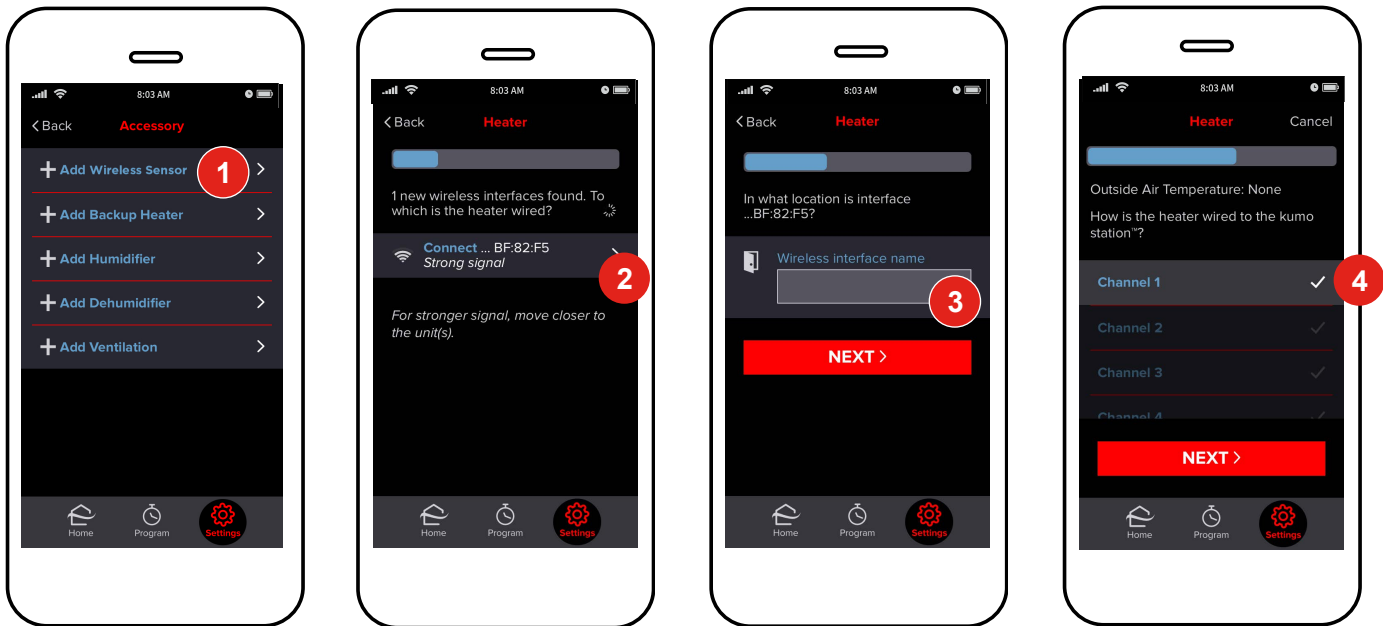 8:03 AM
Back Accessory
Add Wireless Sensor
1
Add Backup Heater
Add Humidifier
Add Dehumidifier
Add Ventilation
Home Program Settings
8:03 AM
Back Heater
1 new wireless interfaces found. To
which is the heater wired?
Connect ... BF:82:F5
Strong signal
2
For stronger signal, move closer to
the unit(s).
Home Program Settings
8:03 AM
Back Heater
In what location is interface
...BF:82:F5?
Wireless interface name
3
NEXT >
Home Program Settings
8:03 AM
Heater Cancel
Outside Air Temperature: None
How is the heater wired to the kumo
station™?
Channel 1
4
Channel 2
Channel 3
Channel 4
NEXT >
Home Program Settings